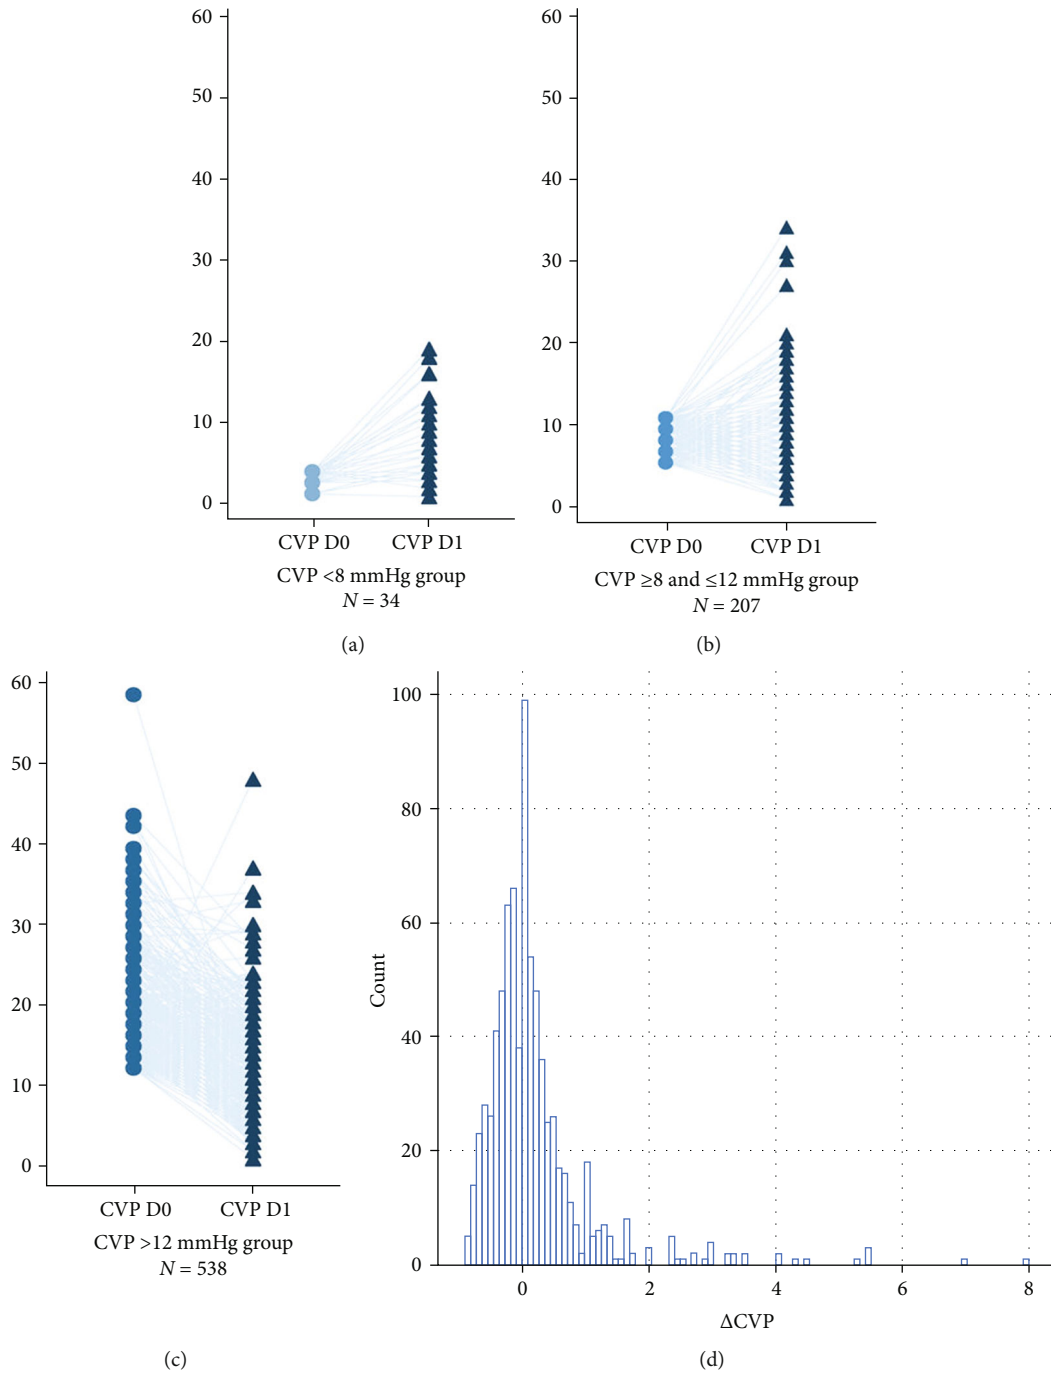 60
50
40
30
20
10
0
CVP D0 CVP D1
CVP <8 mmHg group
N = 34
(a)
60
50
40
30
20
10
0
CVP D0 CVP D1
CVP ≥8 and ≤12 mmHg group
N = 207
(b)
60
50
40
30
20
10
0
CVP D0 CVP D1
CVP >12 mmHg group
N = 538
(c)
100
80
60
40
20
0
Count
0 2 4 6 8
ΔCVP
(d)